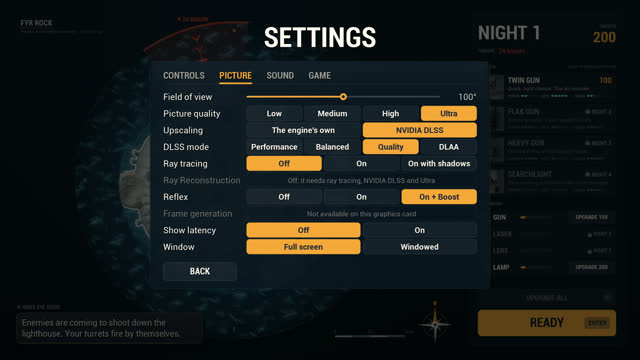 FYR ROCK
SETTINGS
NIGHT 1
200
CONTROLS PICTURE SOUND GAME
Field of view 100°
Picture quality Low Medium High Ultra
Upscaling The engine's own NVIDIA DLSS
DLSS mode Performance Balanced Quality DLAA
Ray tracing Off On On with shadows
Ray Reconstruction Off: it needs ray tracing, NVIDIA DLSS and Ultra
Reflex Off On On + Boost
Frame generation Not available on this graphics card
Show latency Off On
Window Full screen Windowed
BACK
TWIN GUN 100
FLAK GUN
HEAVY GUN
SEARCHLIGHT
GUN UPGRADE 100
LASER
LENS
LAMP UPGRADE 300
UPGRADE ALL
READY ENTER
Enemies are coming to shoot down the
lighthouse. Your turrets fire by themselves.